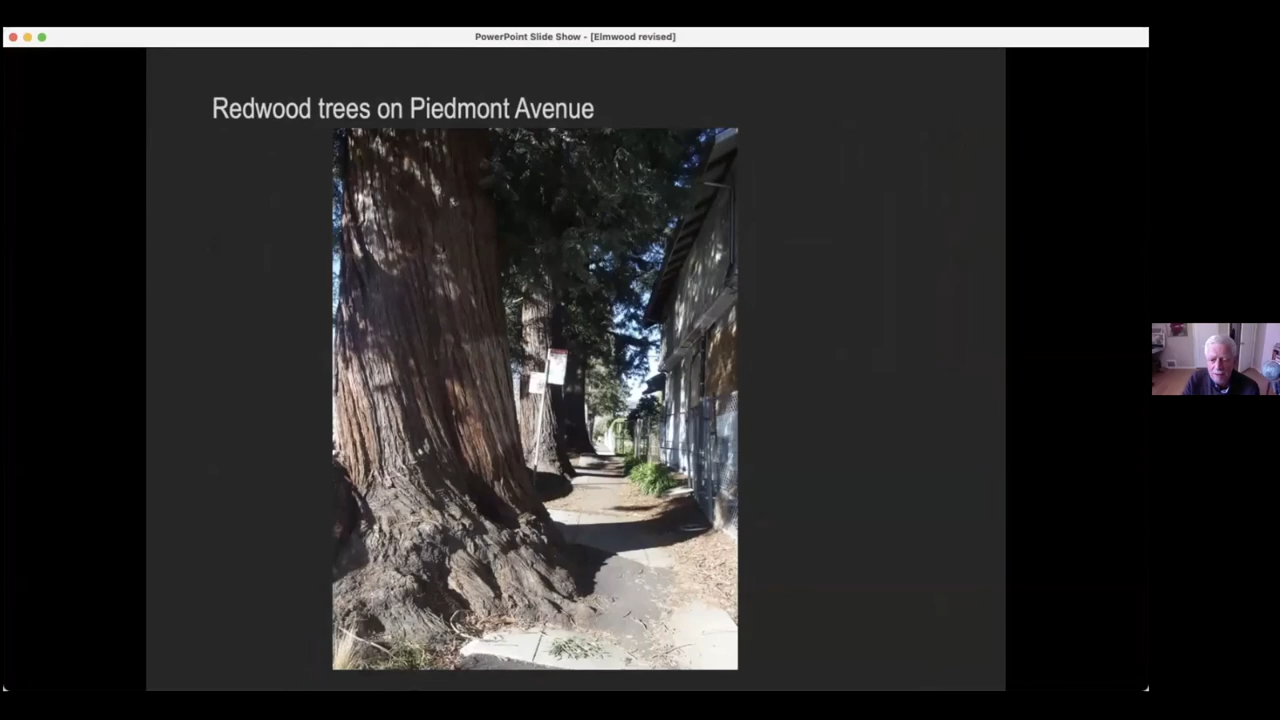 PowerPoint Slide Show - [Elmwood revised]
Redwood trees on Piedmont Avenue